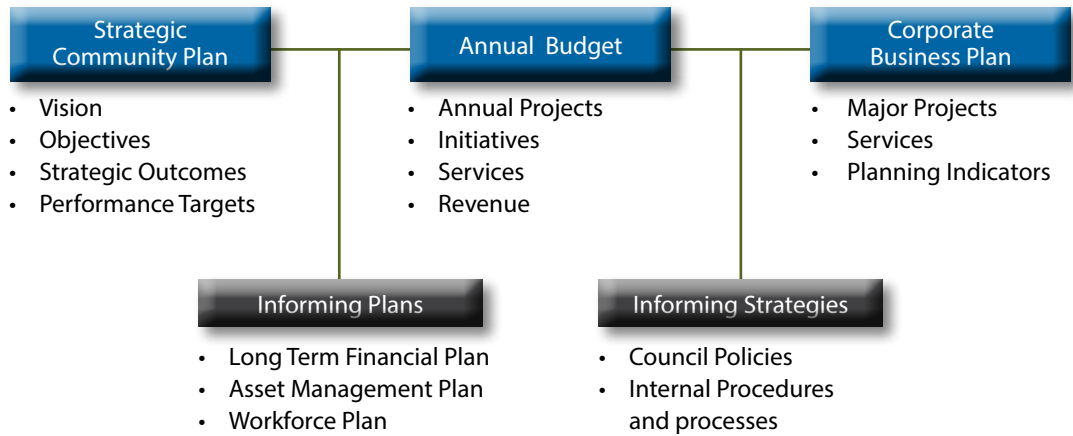 Strategic
Community Plan
• Vision
• Objectives
• Strategic Outcomes
• Performance Targets
Annual Budget
• Annual Projects
• Initiatives
• Services
• Revenue
Corporate
Business Plan
• Major Projects
• Services
• Planning Indicators
Informing Plans
• Long Term Financial Plan
• Asset Management Plan
• Workforce Plan
Informing Strategies
• Council Policies
• Internal Procedures
and processes